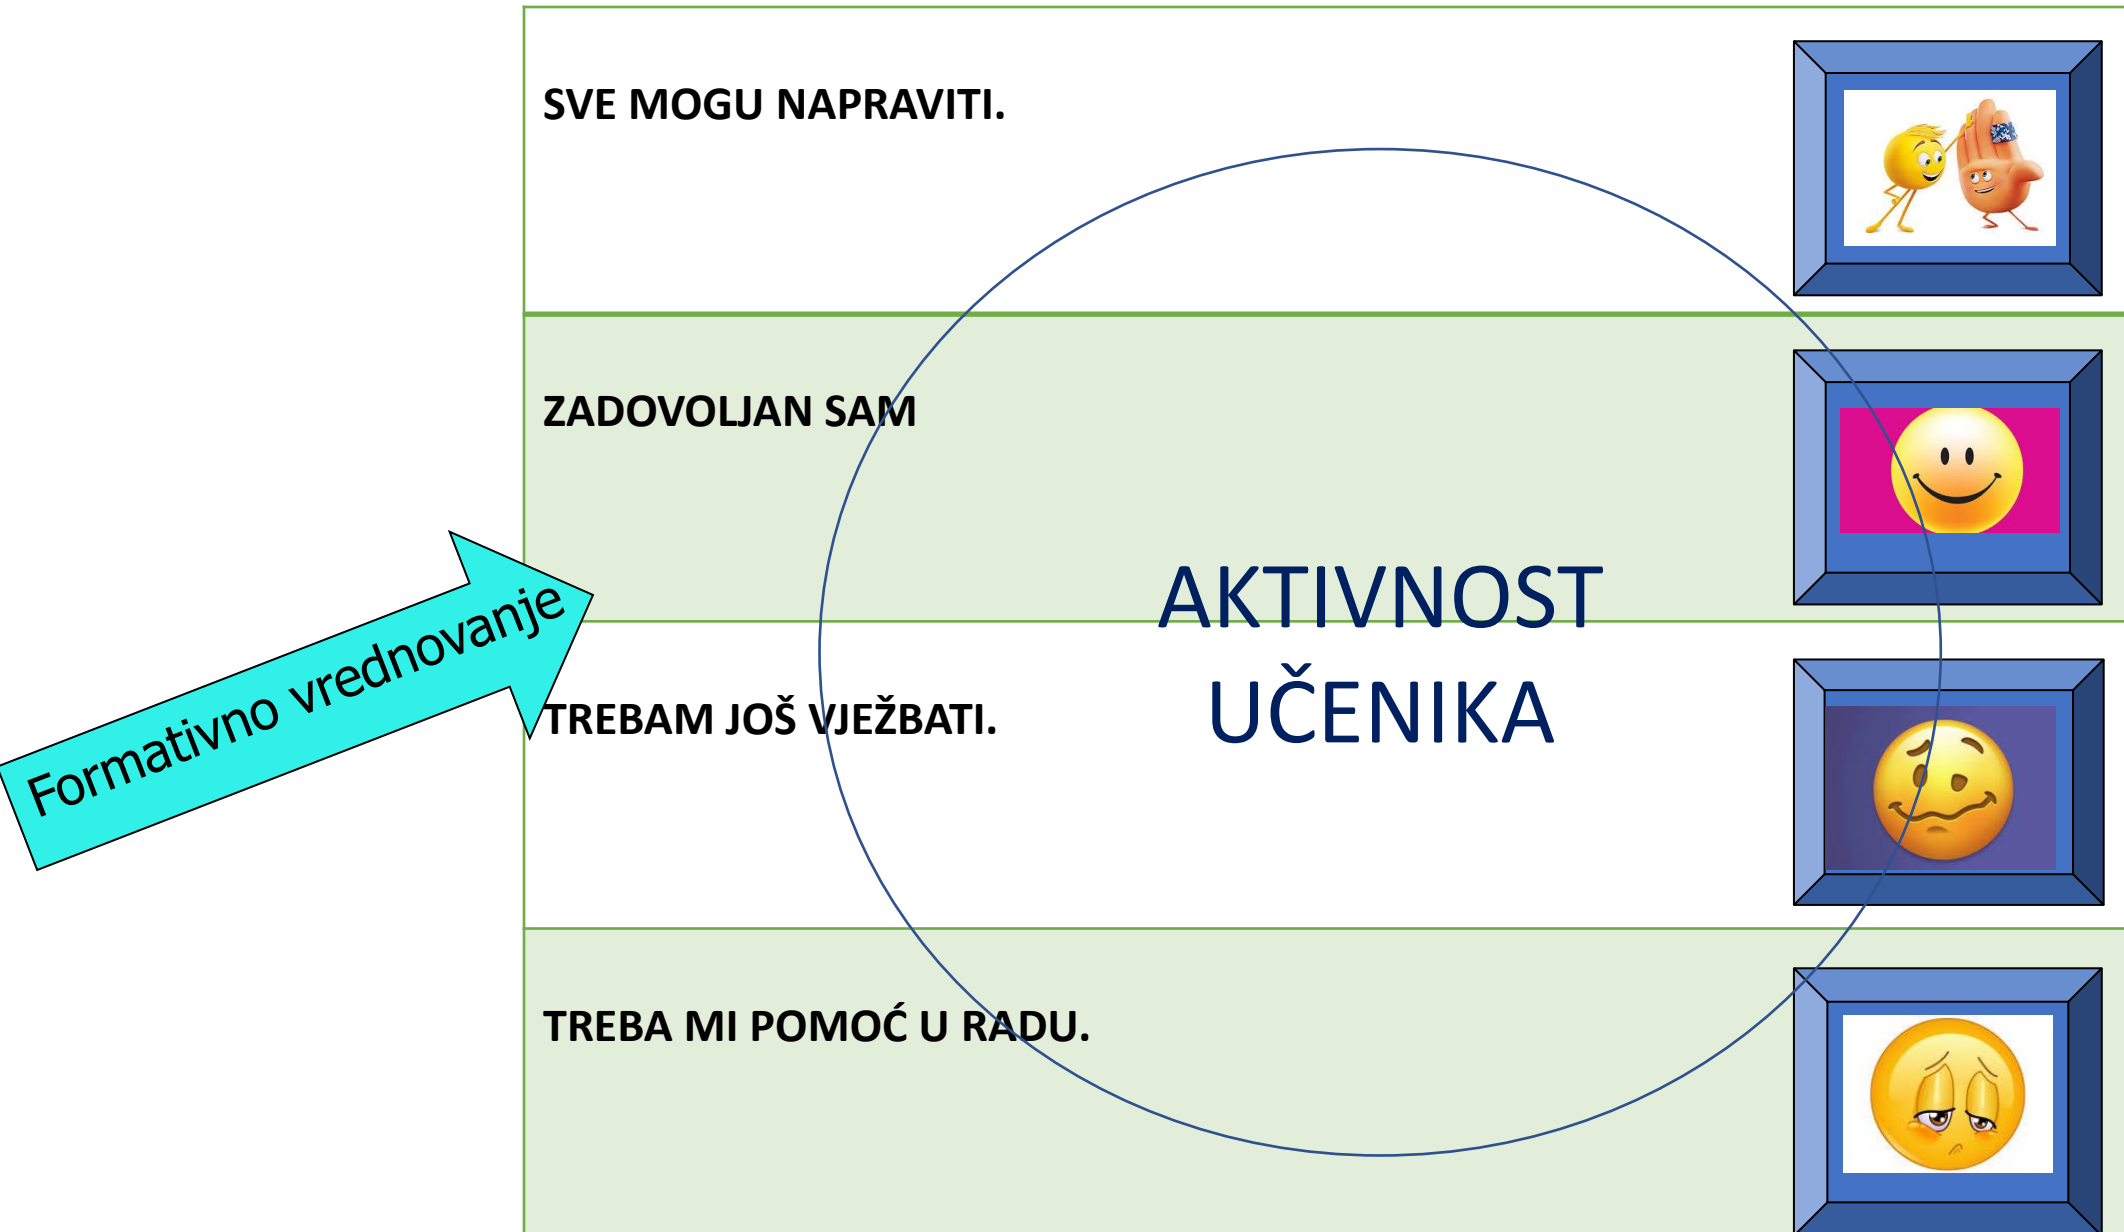 SVE MOGU NAPRAVITI.
ZADOVOLJAN SAM
AKTIVNOST
UČENIKA
Formativno vrednovanje
TREBAM JOŠ VJEŽBATI.
TREBA MI POMOĆ U RADU.